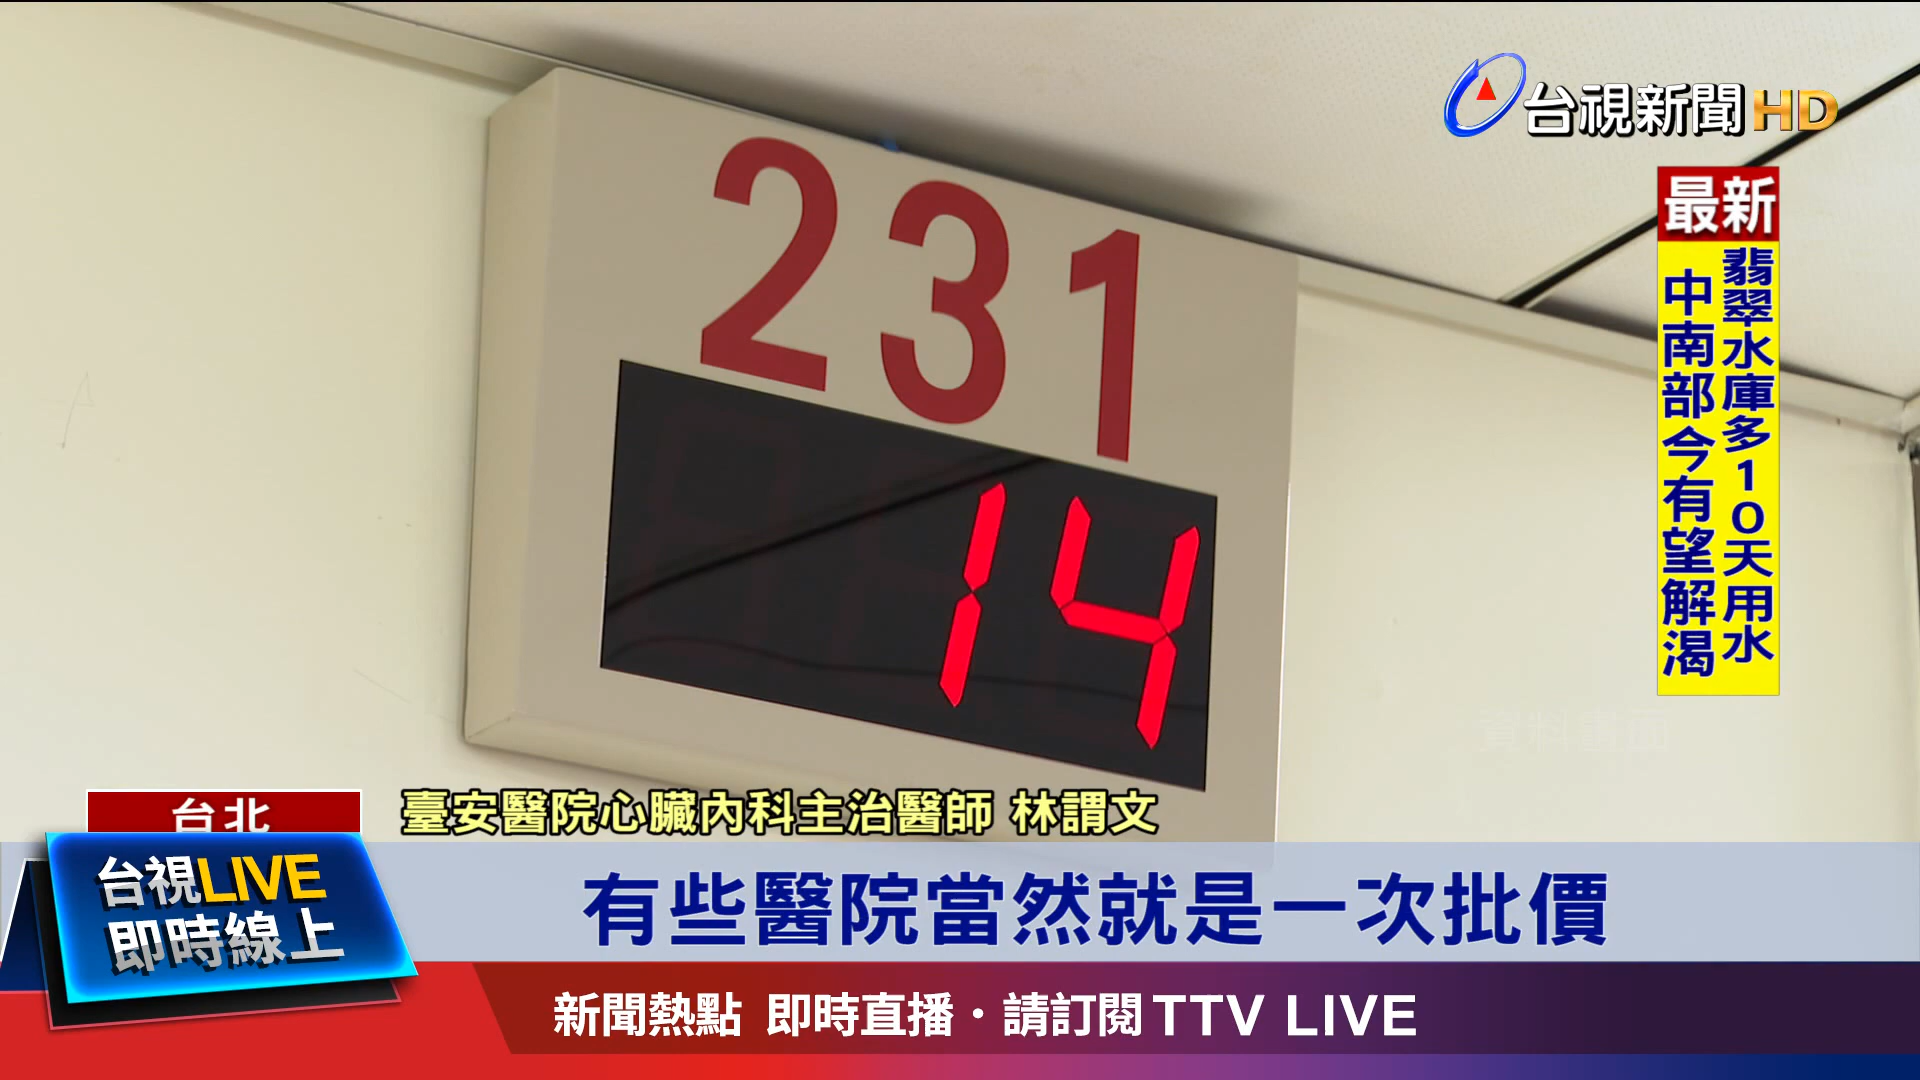 台視新聞HD
231
14
最新
翡翠水庫多10天用水
中南部今有望解渴
資料畫面
台北
臺安醫院心臟內科主治醫師 林謂文
台視LIVE
即時線上
有些醫院當然就是一次批價
新聞熱點 即時直播・請訂閱TTV LIVE